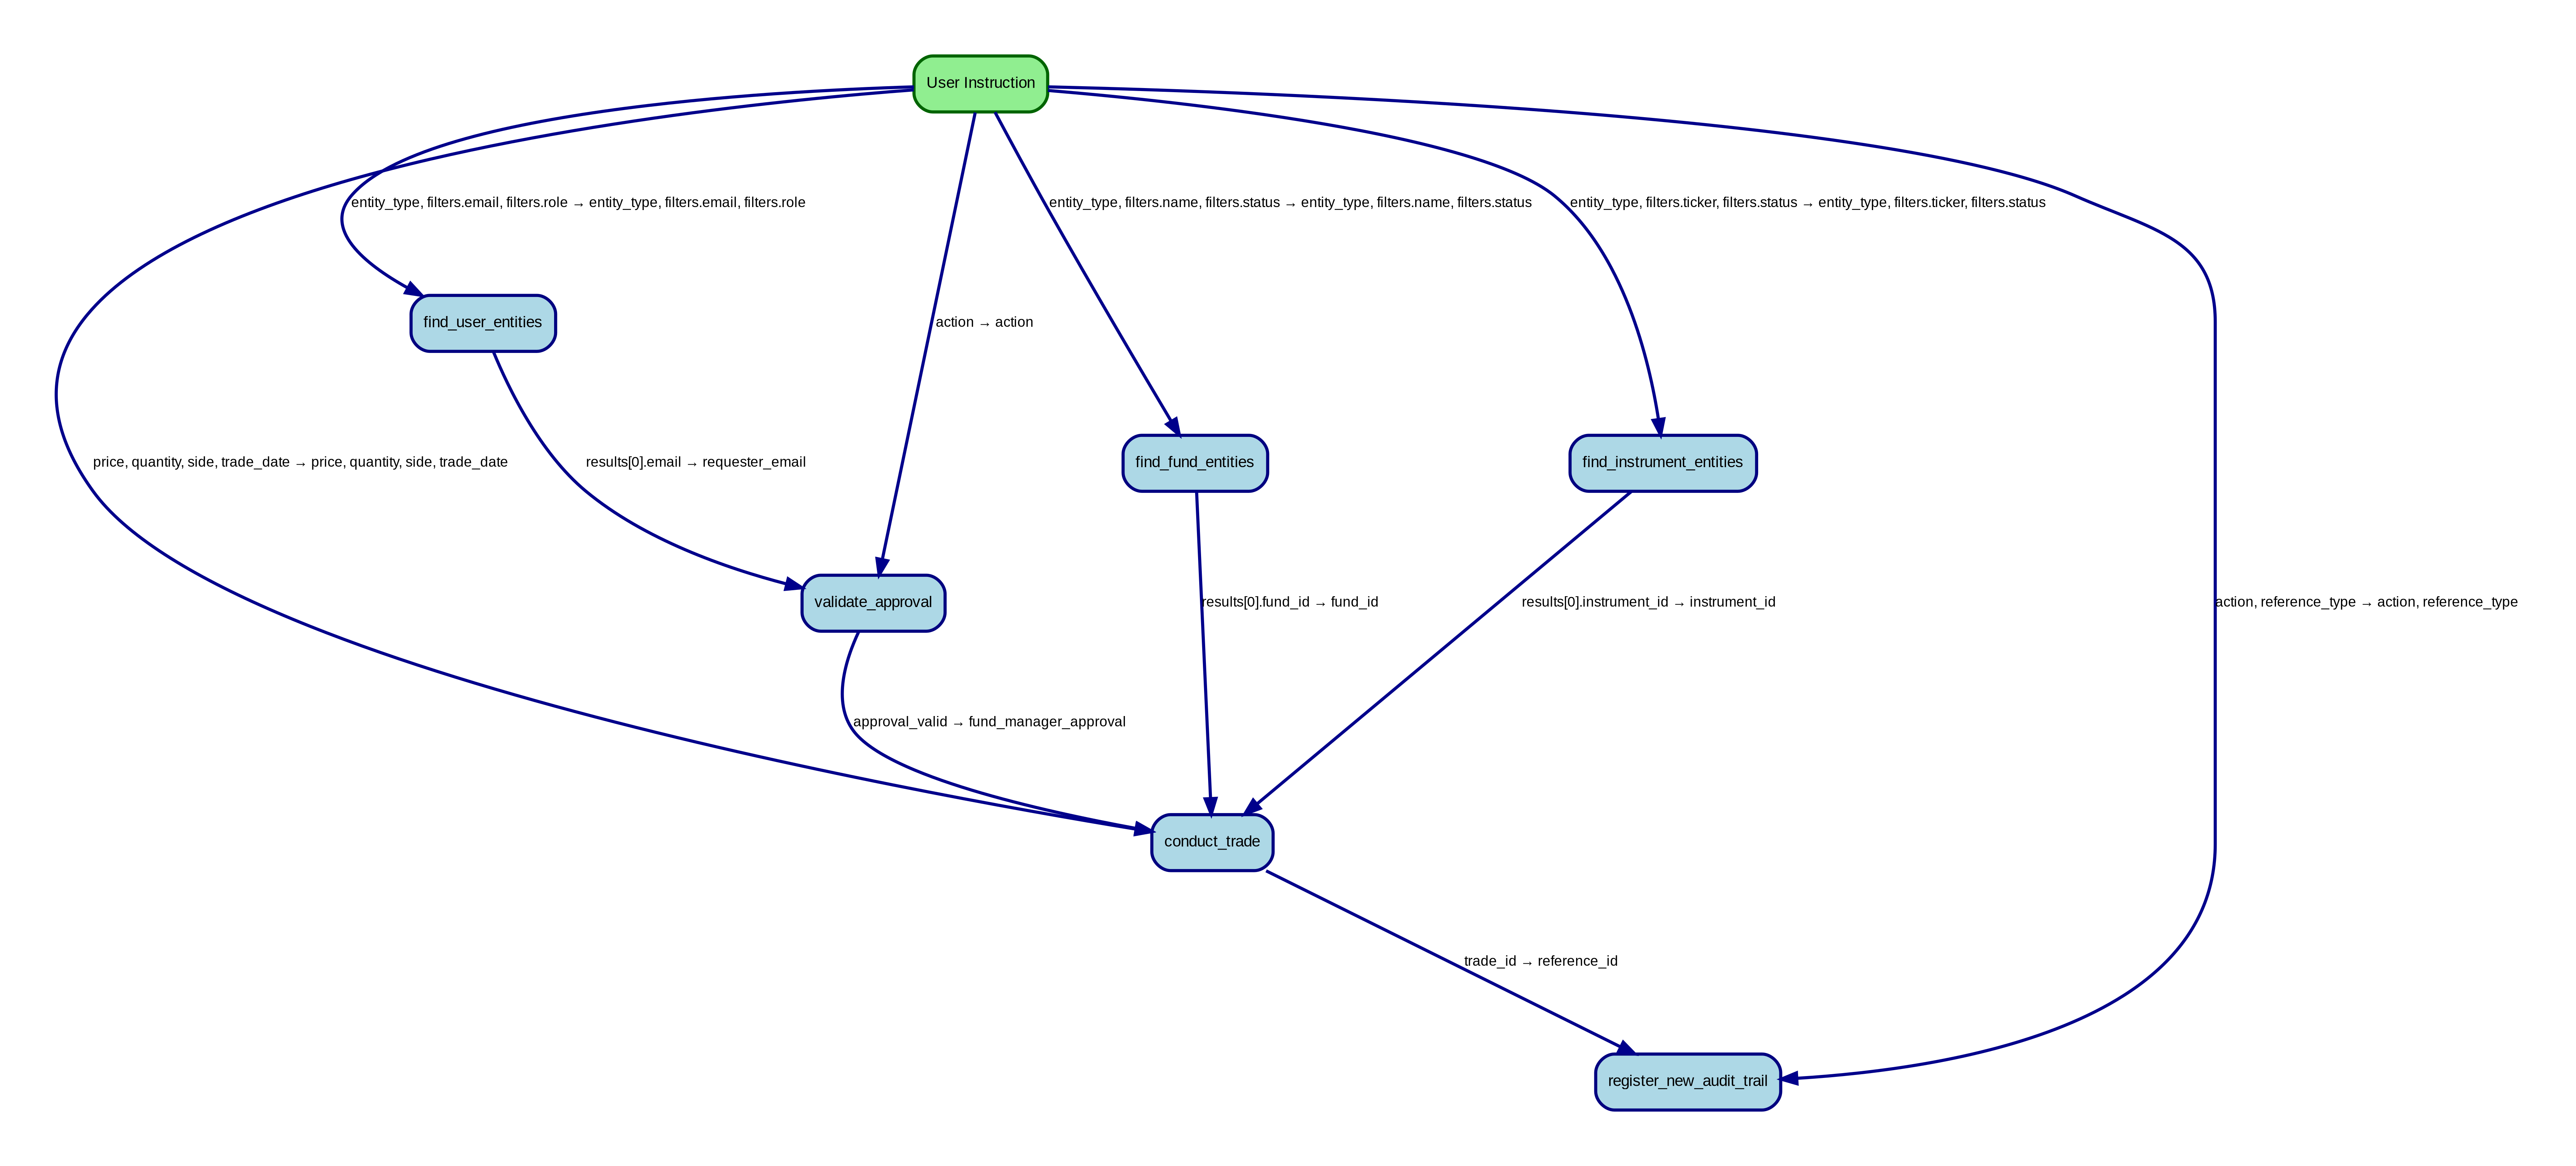 User Instruction
entity_type, filters.email, filters.role → entity_type, filters.email, filters.role
entity_type, filters.name, filters.status → entity_type, filters.name, filters.status
entity_type, filters.ticker, filters.status → entity_type, filters.ticker, filters.status
find_user_entities
action → action
price, quantity, side, trade_date → price, quantity, side, trade_date
results[0].email → requester_email
find_fund_entities
find_instrument_entities
validate_approval
results[0].fund_id → fund_id
results[0].instrument_id → instrument_id
action, reference_type → action, reference_type
approval_valid → fund_manager_approval
conduct_trade
trade_id → reference_id
register_new_audit_trail